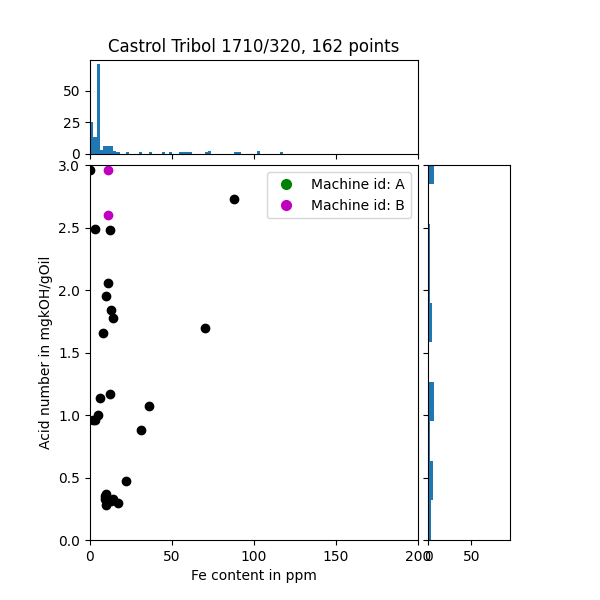 Castrol Tribol 1710/320, 162 points
50
25
0
3.0
2.5
2.0
1.5
1.0
0.5
0.0
Acid number in mgkOH/gOil
Machine id: A
Machine id: B
0 50 100 150 200
0 50
Fe content in ppm